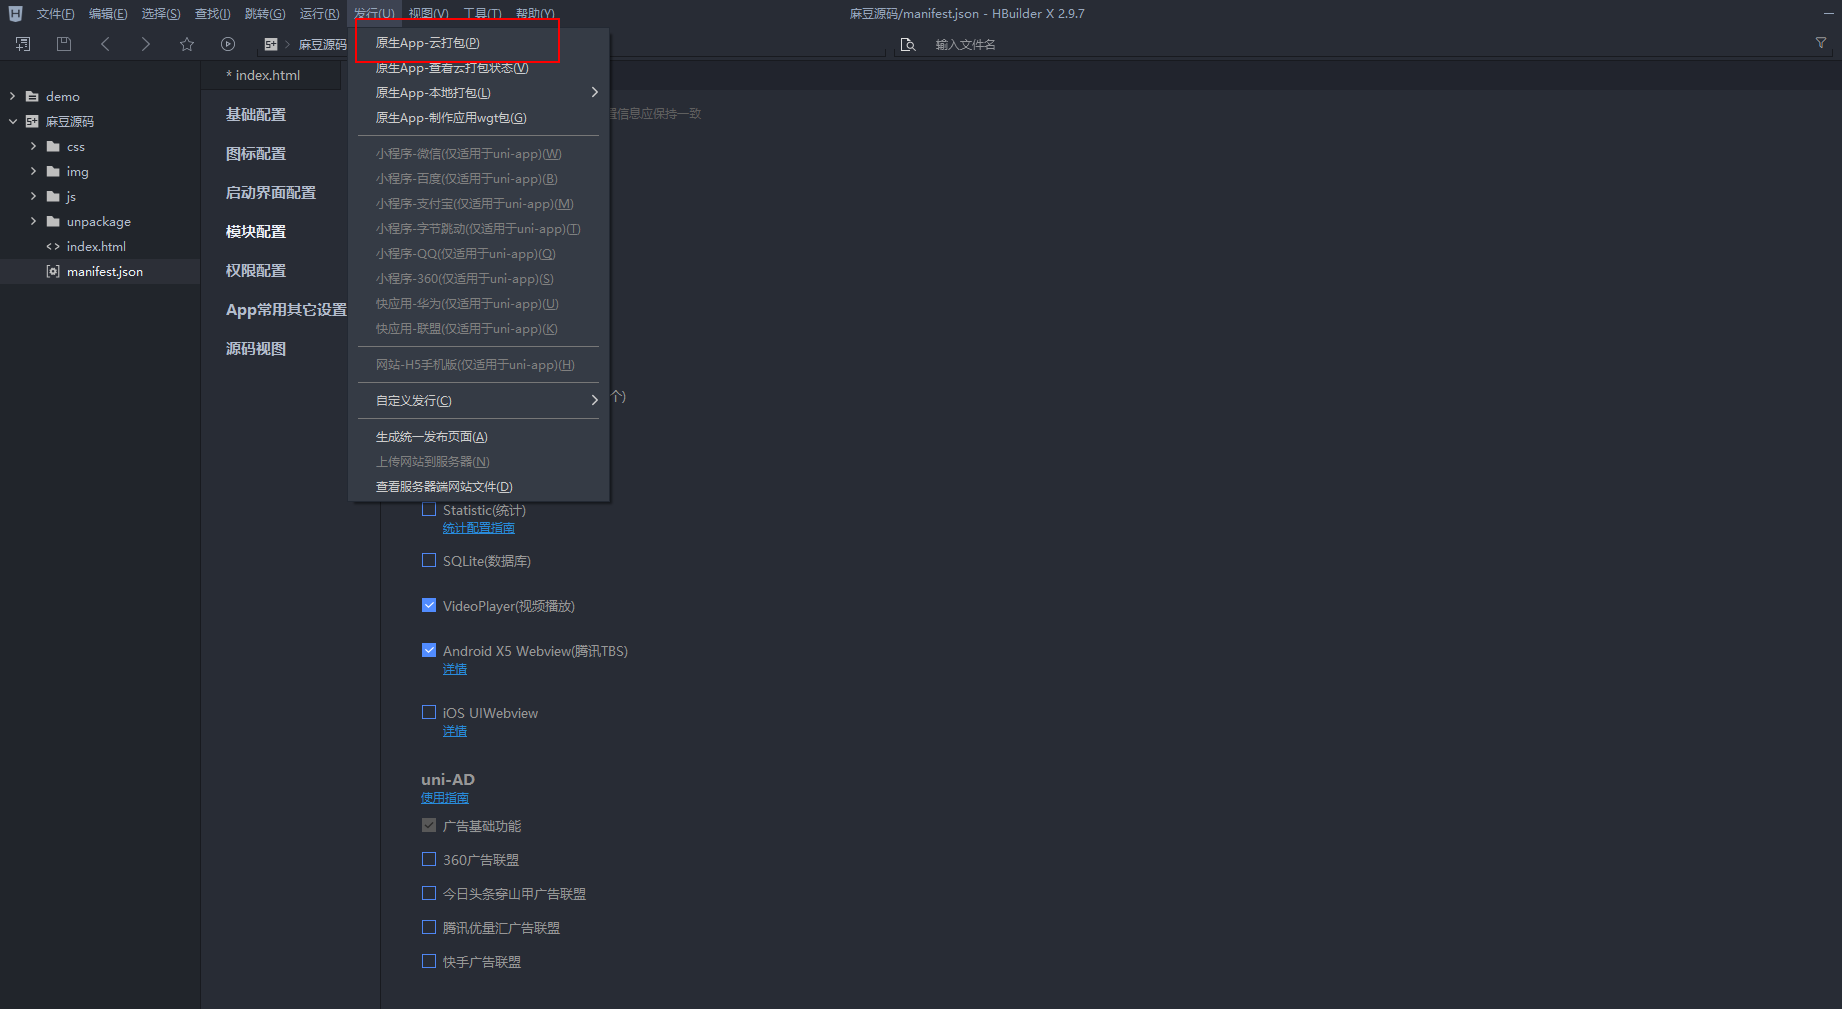 文件(F) 编辑(E) 选择(S) 查找(I) 跳转(G) 运行(R) 发行(U) 视图(V) 工具(T) 帮助(Y)
麻豆源码/manifest.json - HBuilder X 2.9.7
麻豆源码
输入文件名
* index.html
demo
麻豆源码
css
img
js
unpackage
index.html
manifest.json
基础配置
图标配置
启动界面配置
模块配置
权限配置
App常用其它设置
源码视图
原生App-云打包(P)
原生App-查看云打包状态(V)
原生App-本地打包(L)
原生App-制作应用wgt包(G)
小程序-微信(仅适用于uni-app)(W)
小程序-百度(仅适用于uni-app)(B)
小程序-支付宝(仅适用于uni-app)(M)
小程序-字节跳动(仅适用于uni-app)(T)
小程序-QQ(仅适用于uni-app)(Q)
小程序-360(仅适用于uni-app)(S)
快应用-华为(仅适用于uni-app)(U)
快应用-联盟(仅适用于uni-app)(K)
网站-H5手机版(仅适用于uni-app)(H)
自定义发行(C)
生成统一发布页面(A)
上传网站到服务器(N)
查看服务器端网站文件(D)
信息应保持一致
个)
Statistic(统计)
统计配置指南
SQLite(数据库)
VideoPlayer(视频播放)
Android X5 Webview(腾讯TBS)
详情
iOS UIWebview
详情
uni-AD
使用指南
广告基础功能
360广告联盟
今日头条穿山甲广告联盟
腾讯优量汇广告联盟
快手广告联盟